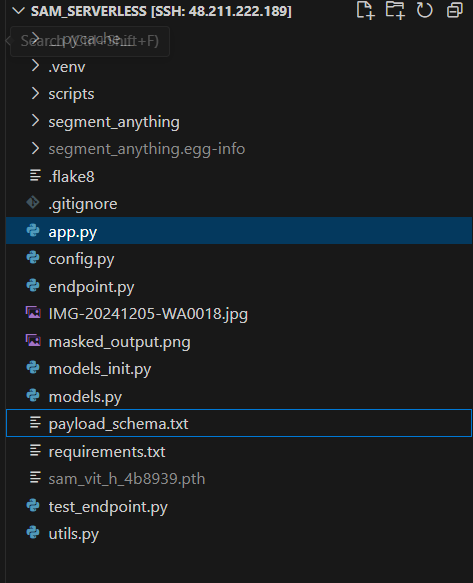 SAM_SERVERLESS [SSH: 48.211.222.189]
__pycache__
Search (Ctrl+Shift+F)
.venv
scripts
segment_anything
segment_anything.egg-info
.flake8
.gitignore
app.py
config.py
endpoint.py
IMG-20241205-WA0018.jpg
masked_output.png
models_init.py
models.py
payload_schema.txt
requirements.txt
sam_vit_h_4b8939.pth
test_endpoint.py
utils.py